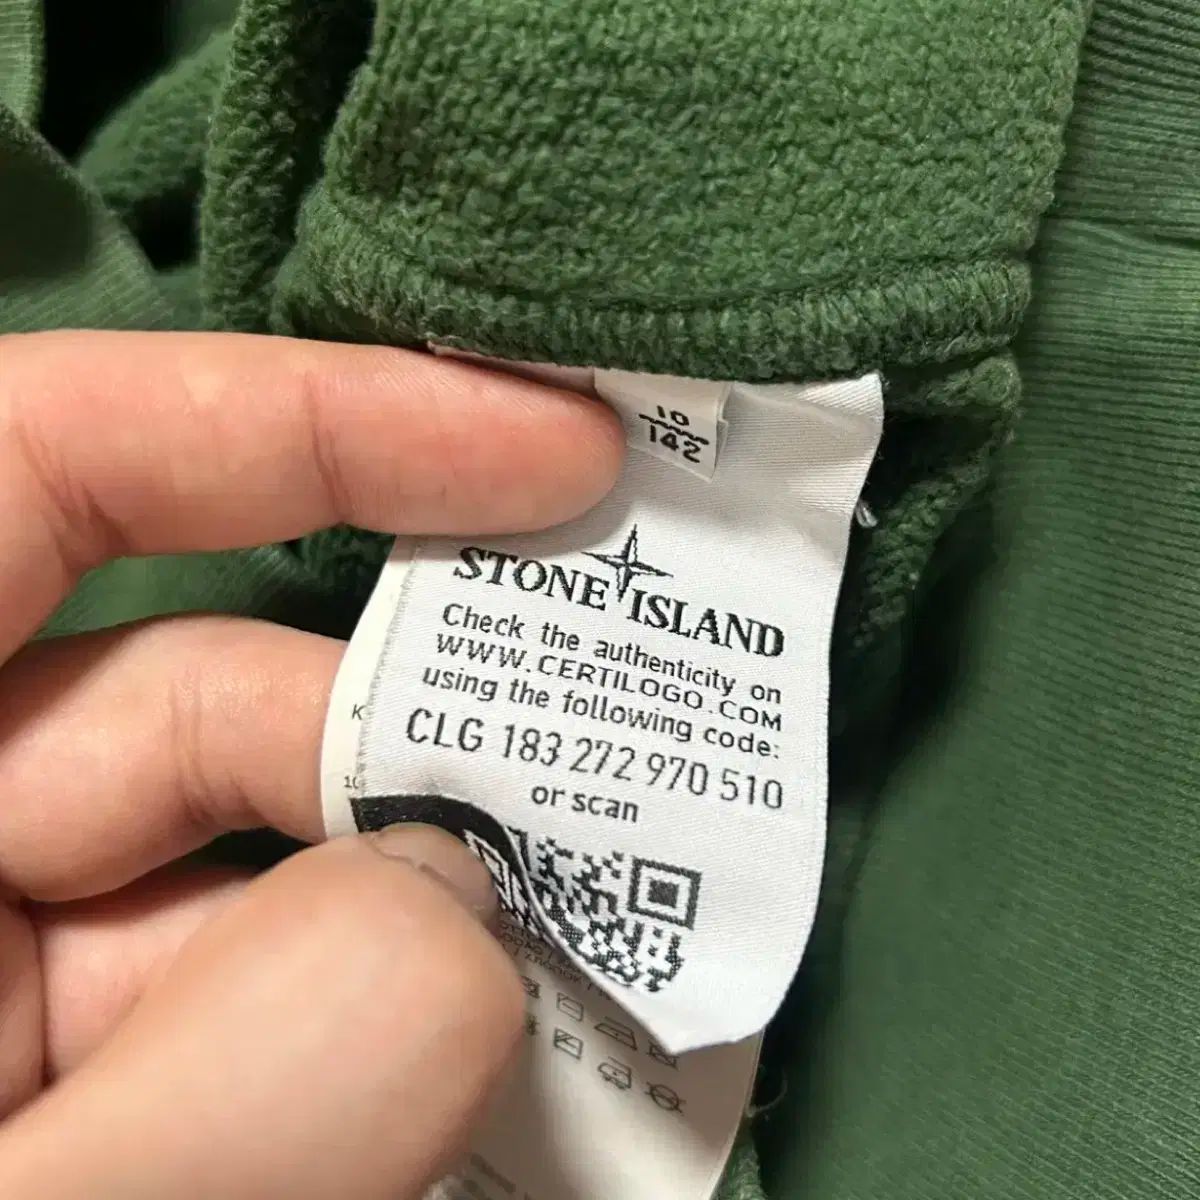 10
142
STONE ISLAND
Check the authenticity on
WWW.CERTILOGO.COM
using the following code:
CLG 183 272 970 510
or scan
K
10